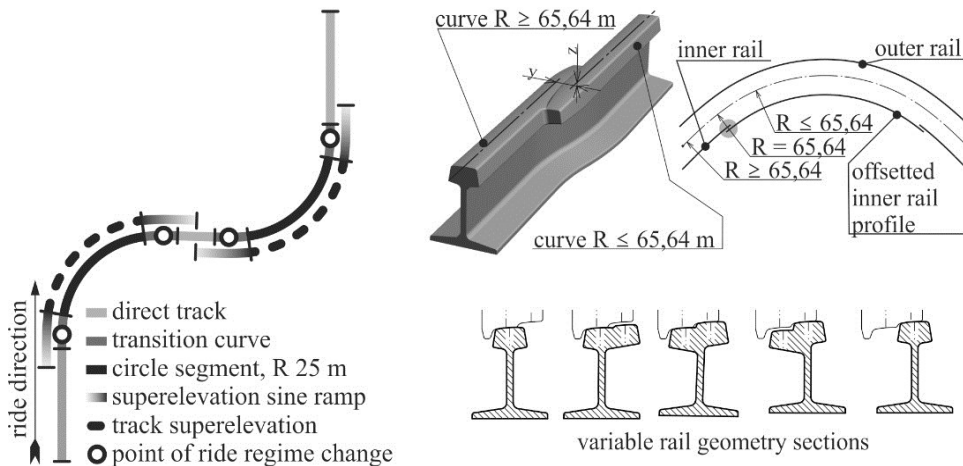 ride direction
direct track
transition curve
circle segment, R 25 m
superelevation sine ramp
track superelevation
point of ride regime change
curve R ≥ 65,64 m
z
y
curve R ≤ 65,64 m
inner rail
outer rail
R ≤ 65,64
R = 65,64
R ≥ 65,64
offsetted
inner rail
profile
variable rail geometry sections